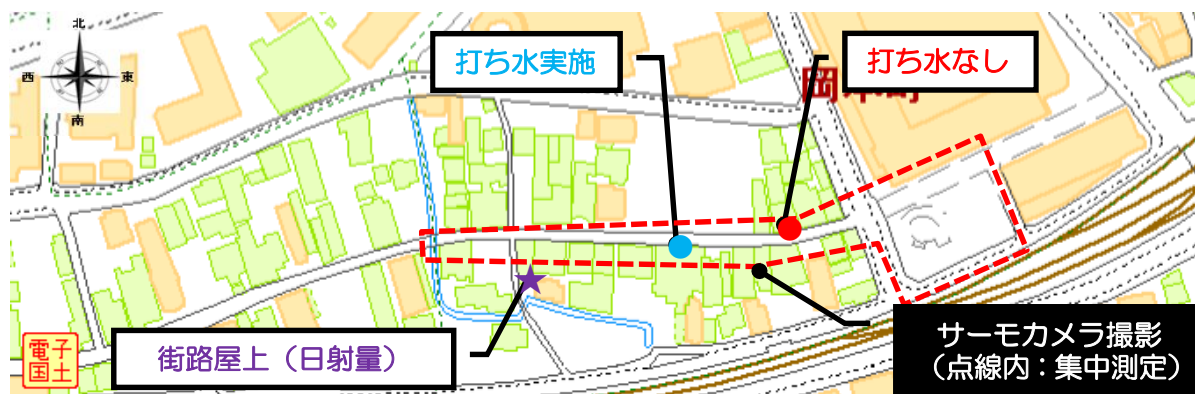 北
西
東
南
打ち水実施
打ち水なし
街路屋上（日射量）
サーモカメラ撮影
（点線内：集中測定）
電子
国土